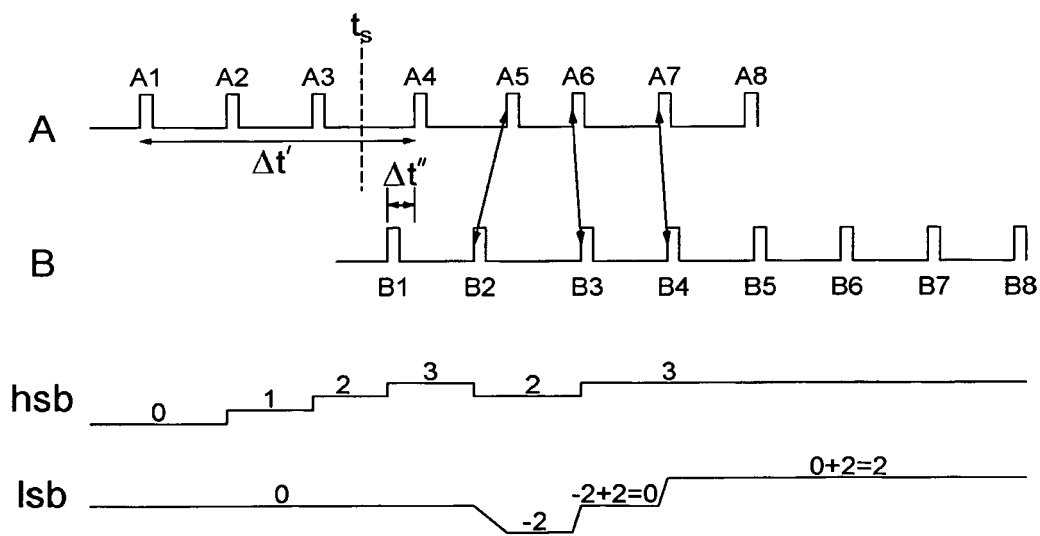 tₛ
A1 A2 A3 A4 A5 A6 A7 A8
A
Δt′
Δt″
B
B1 B2 B3 B4 B5 B6 B7 B8
hsb 0 1 2 3 2 3
lsb 0 -2 -2+2=0 0+2=2